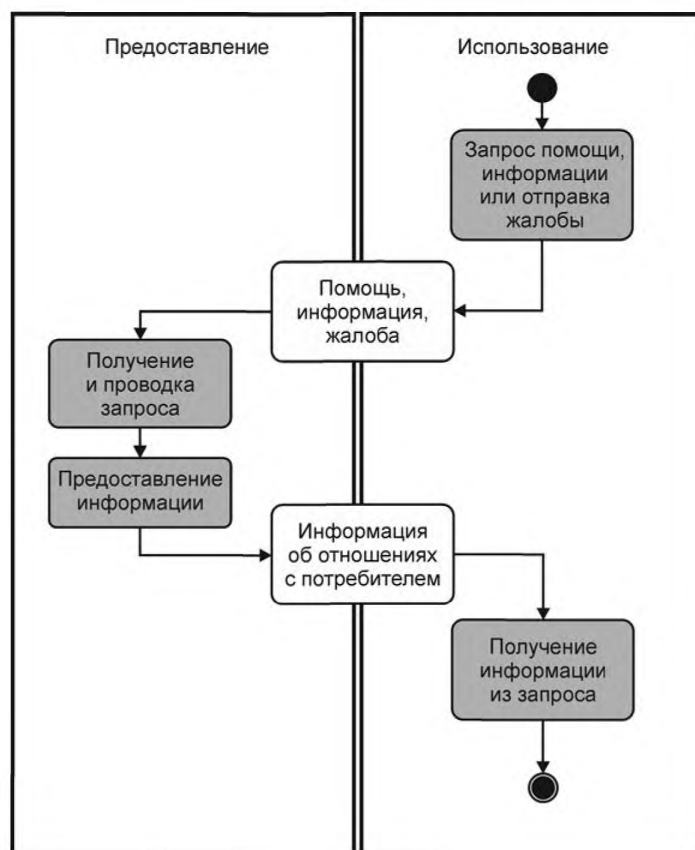 Предоставление
Использование
Запрос помощи,
информации
или отправка
жалобы
Помощь,
информация,
жалоба
Получение
и проводка
запроса
Предоставление
информации
Информация
об отношениях
с потребителем
Получение
информации
из запроса